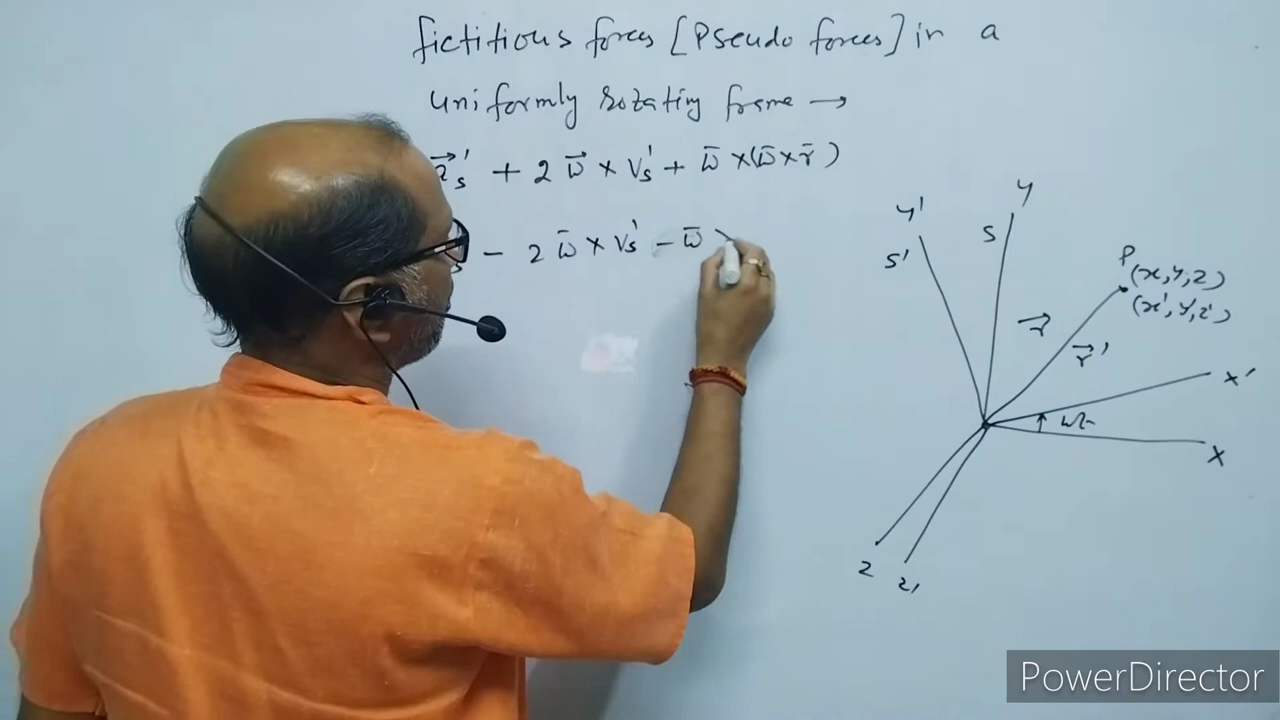 fictitious forces [Pseudo forces] in a
uniformly rotating frame →
a⃗s' + 2 ω⃗ × Vs' + ω̄ ×(ω̄ × r̄)
s - 2 ω̄ × Vs' - ω̄ ×
Y'
S'
Y
S
P
(x, y, z)
(x', y', z')
r⃗
r⃗'
X'
ωt
X
Z
Z'
PowerDirector